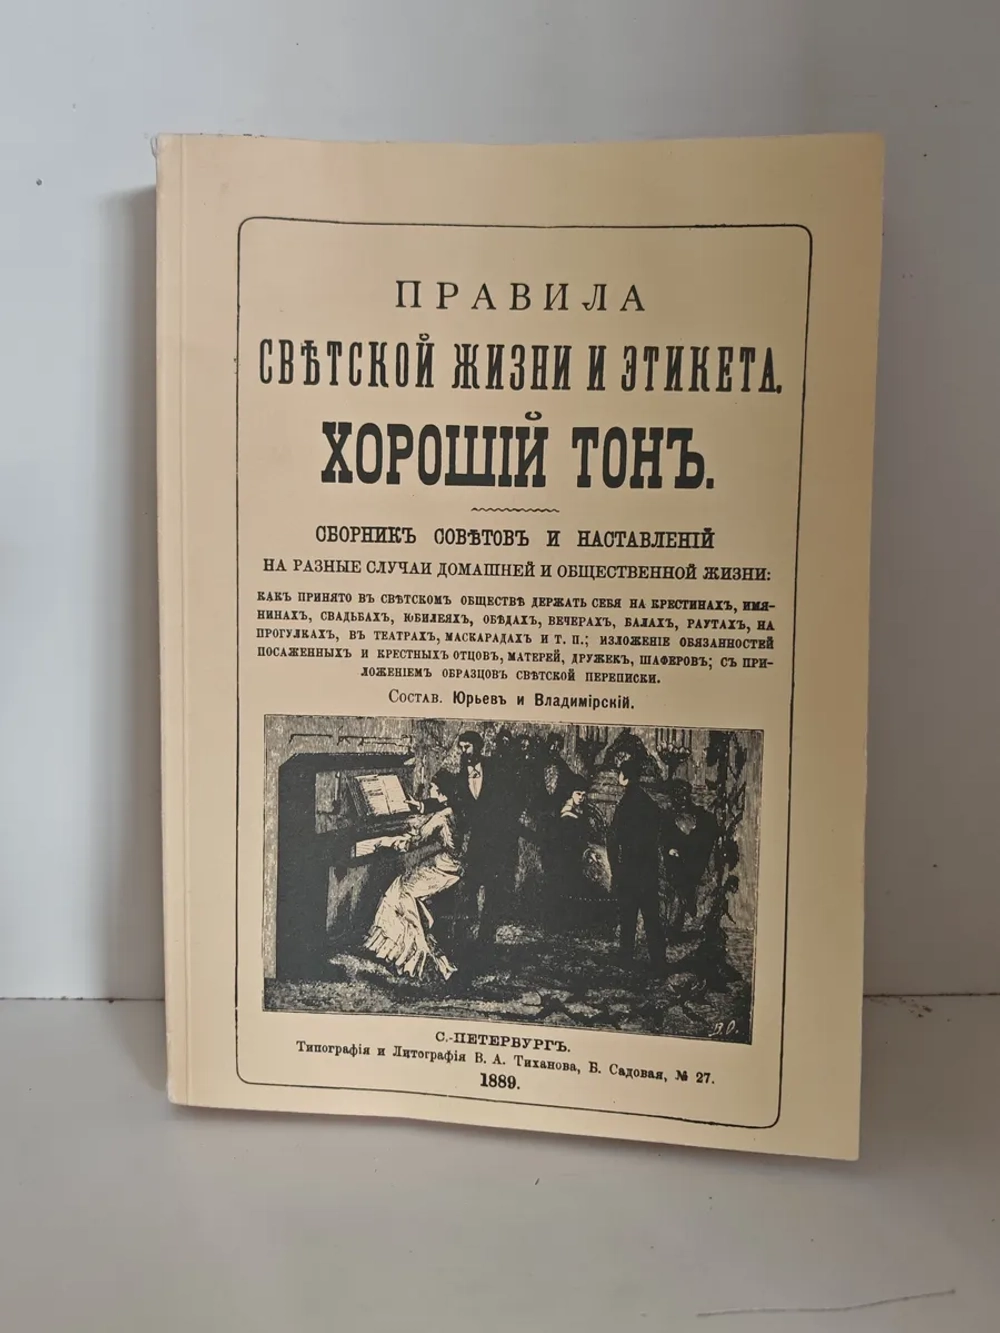 ПРАВИЛА
СВѢТСКОЙ ЖИЗНИ И ЭТИКЕТА.
ХОРОШІЙ ТОНЪ.
СБОРНИКЪ СОВѢТОВЪ И НАСТАВЛЕНІЙ
НА РАЗНЫЕ СЛУЧАИ ДОМАШНЕЙ И ОБЩЕСТВЕННОЙ ЖИЗНИ:
КАКЪ ПРИНЯТО ВЪ СВѢТСКОМЪ ОБЩЕСТВѢ ДЕРЖАТЬ СЕБЯ НА КРЕСТИНАХЪ, ИМЯ-
НИНАХЪ, СВАДЬБАХЪ, ЮБИЛЕЯХЪ, ОБѢДАХЪ, ВЕЧЕРАХЪ, БАЛАХЪ, РАУТАХЪ, НА
ПРОГУЛКАХЪ, ВЪ ТЕАТРАХЪ, МАСКАРАДАХЪ И Т. П.; ИЗЛОЖЕНІЕ ОБЯЗАННОСТЕЙ
ПОСАЖЕННЫХЪ И КРЕСТНЫХЪ ОТЦОВЪ, МАТЕРЕЙ, ДРУЖЕКЪ, ШАФЕРОВЪ; СЪ ПРИ-
ЛОЖЕНІЕМЪ ОБРАЗЦОВЪ СВѢТСКОЙ ПЕРЕПИСКИ.
Состав. Юрьевъ и Владимірскій.
В.О.
С.-ПЕТЕРБУРГЪ.
Типографія и Литографія В. А. Тиханова, Б. Садовая, № 27.
1889.